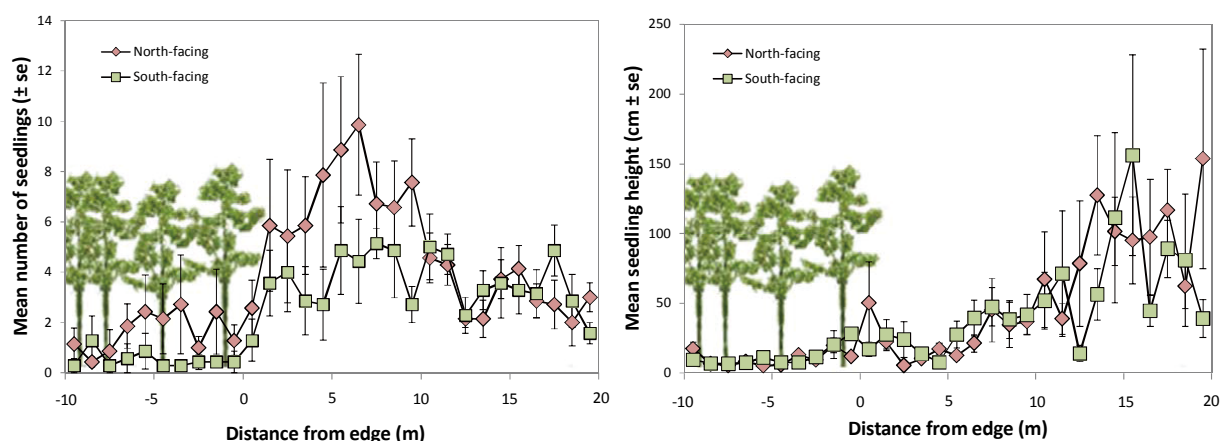 Mean number of seedlings (± se)
14
12
10
8
6
4
2
0
North-facing
South-facing
-10 -5 0 5 10 15 20
Distance from edge (m)
Mean seedling height (cm ± se)
250
200
150
100
50
0
North-facing
South-facing
-10 -5 0 5 10 15 20
Distance from edge (m)